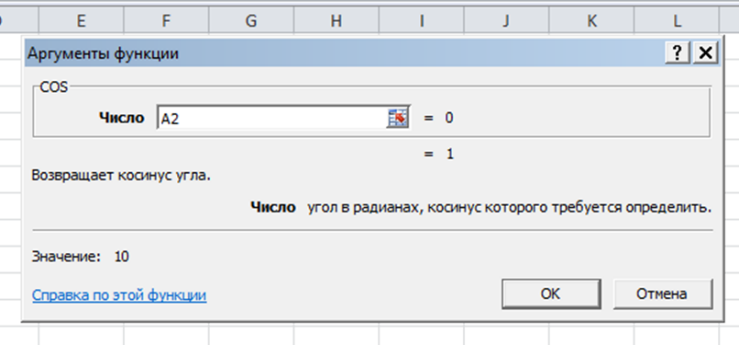 E F G H I J K L
Аргументы функции
COS
Число A2 = 0
= 1
Возвращает косинус угла.
Число угол в радианах, косинус которого требуется определить.
Значение: 10
Справка по этой функции OK Отмена